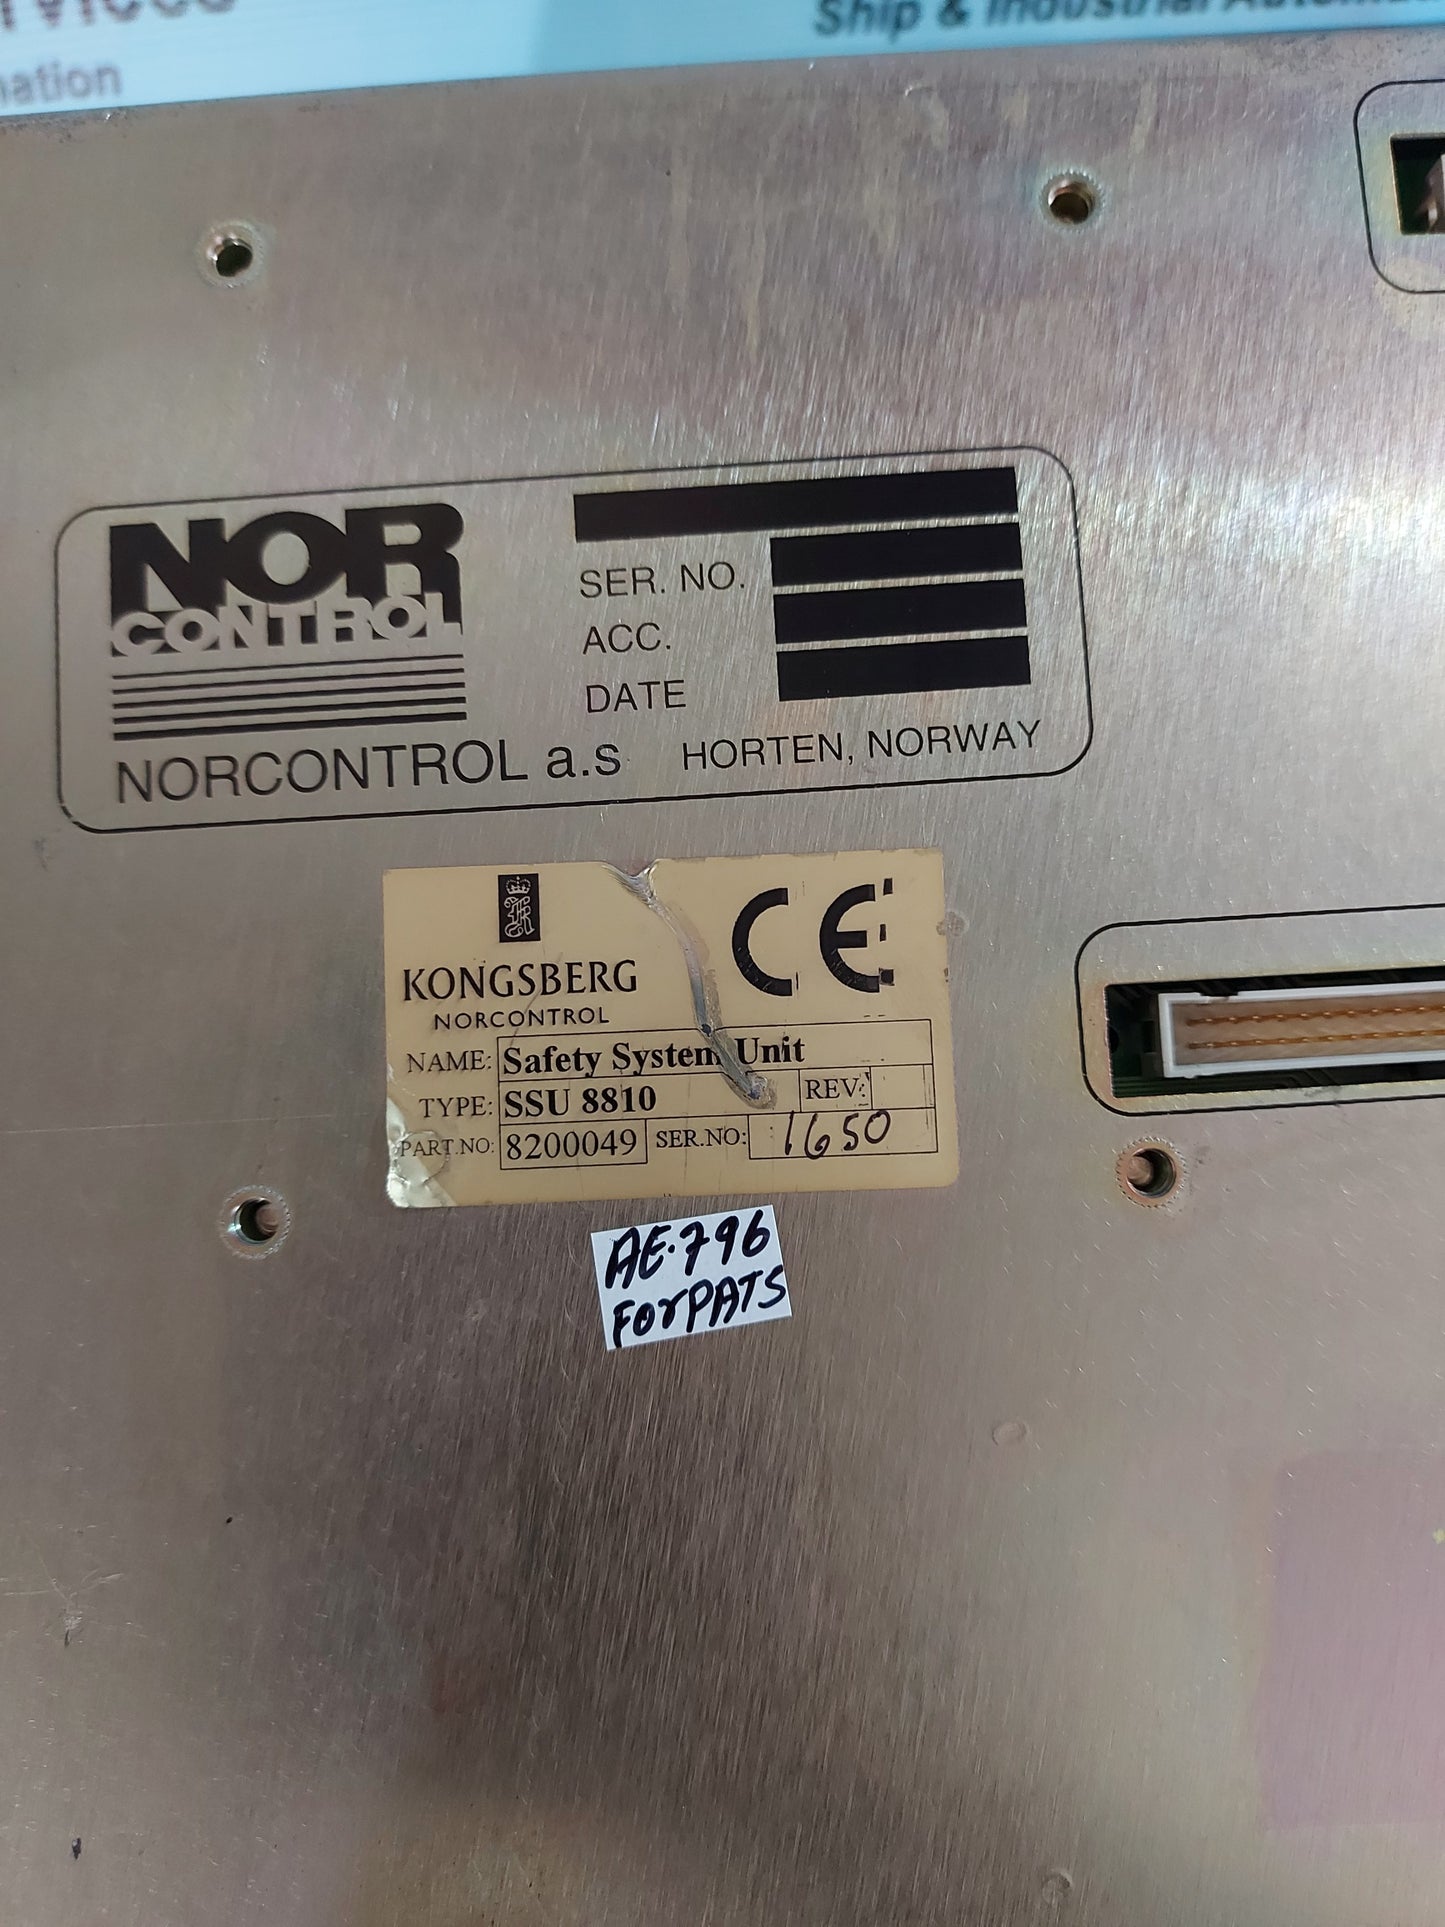 Ship & Industrial
NOR
CONTROL
SER. NO.
ACC.
DATE
NORCONTROL a.s HORTEN, NORWAY
CE
KONGSBERG
NORCONTROL
NAME: Safety System Unit
TYPE: SSU 8810 REV:
PART.NO: 8200049 SER.NO: 1650
AE.796
ForPATS